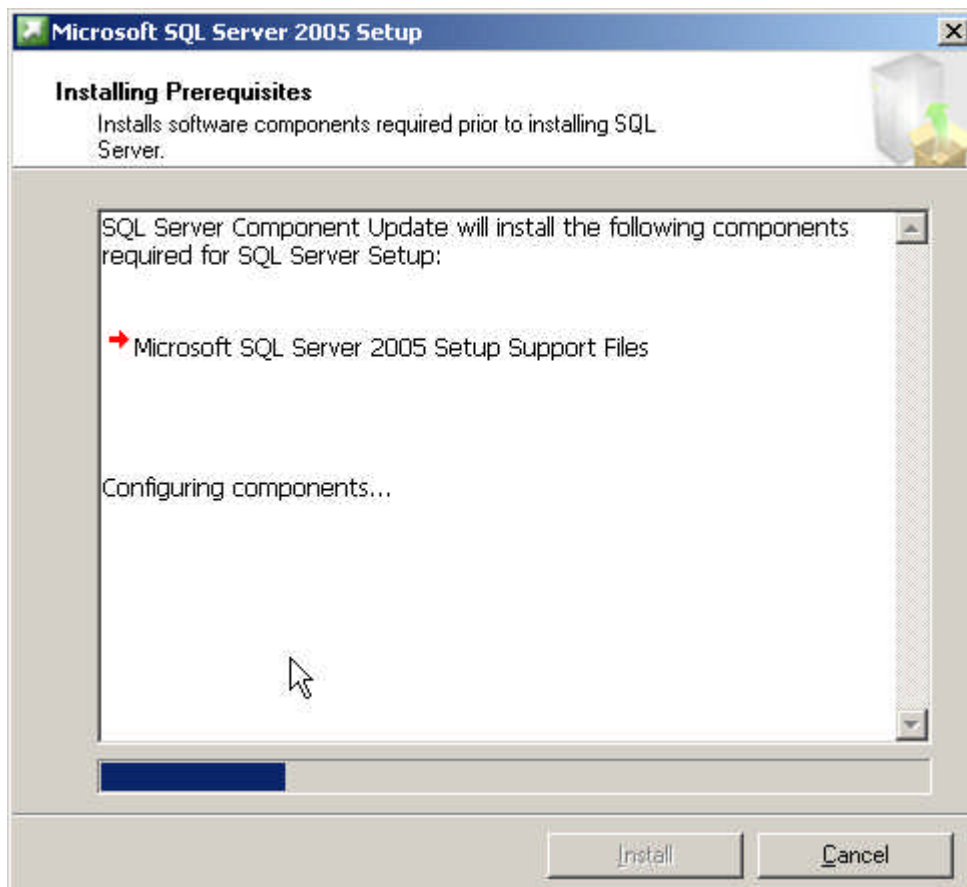 Microsoft SQL Server 2005 Setup
Installing Prerequisites
Installs software components required prior to installing SQL
Server.
SQL Server Component Update will install the following components
required for SQL Server Setup:
Microsoft SQL Server 2005 Setup Support Files
Configuring components...
Install
Cancel